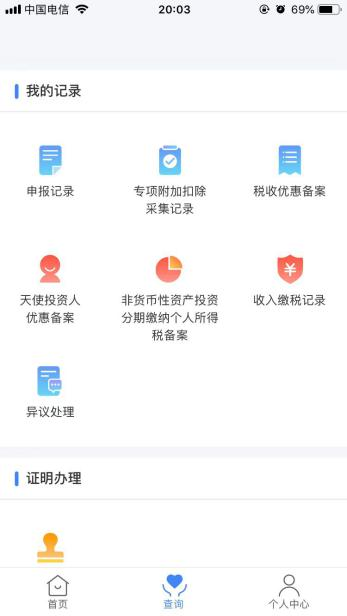 中国电信 20:03 69%
我的记录
申报记录
专项附加扣除
采集记录
税收优惠备案
天使投资人
优惠备案
非货币性资产投资
分期缴纳个人所得
税备案
收入缴税记录
异议处理
证明办理
首页
查询
个人中心